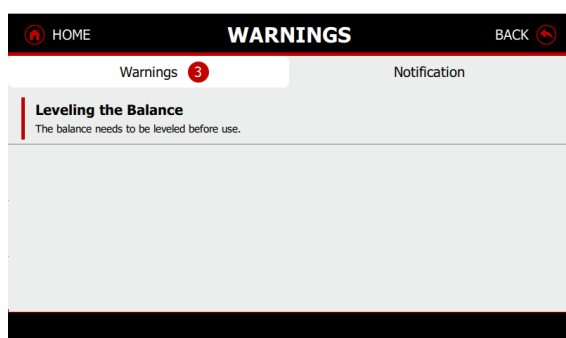 HOME WARNINGS BACK
Warnings 3 Notification
Leveling the Balance
The balance needs to be leveled before use.